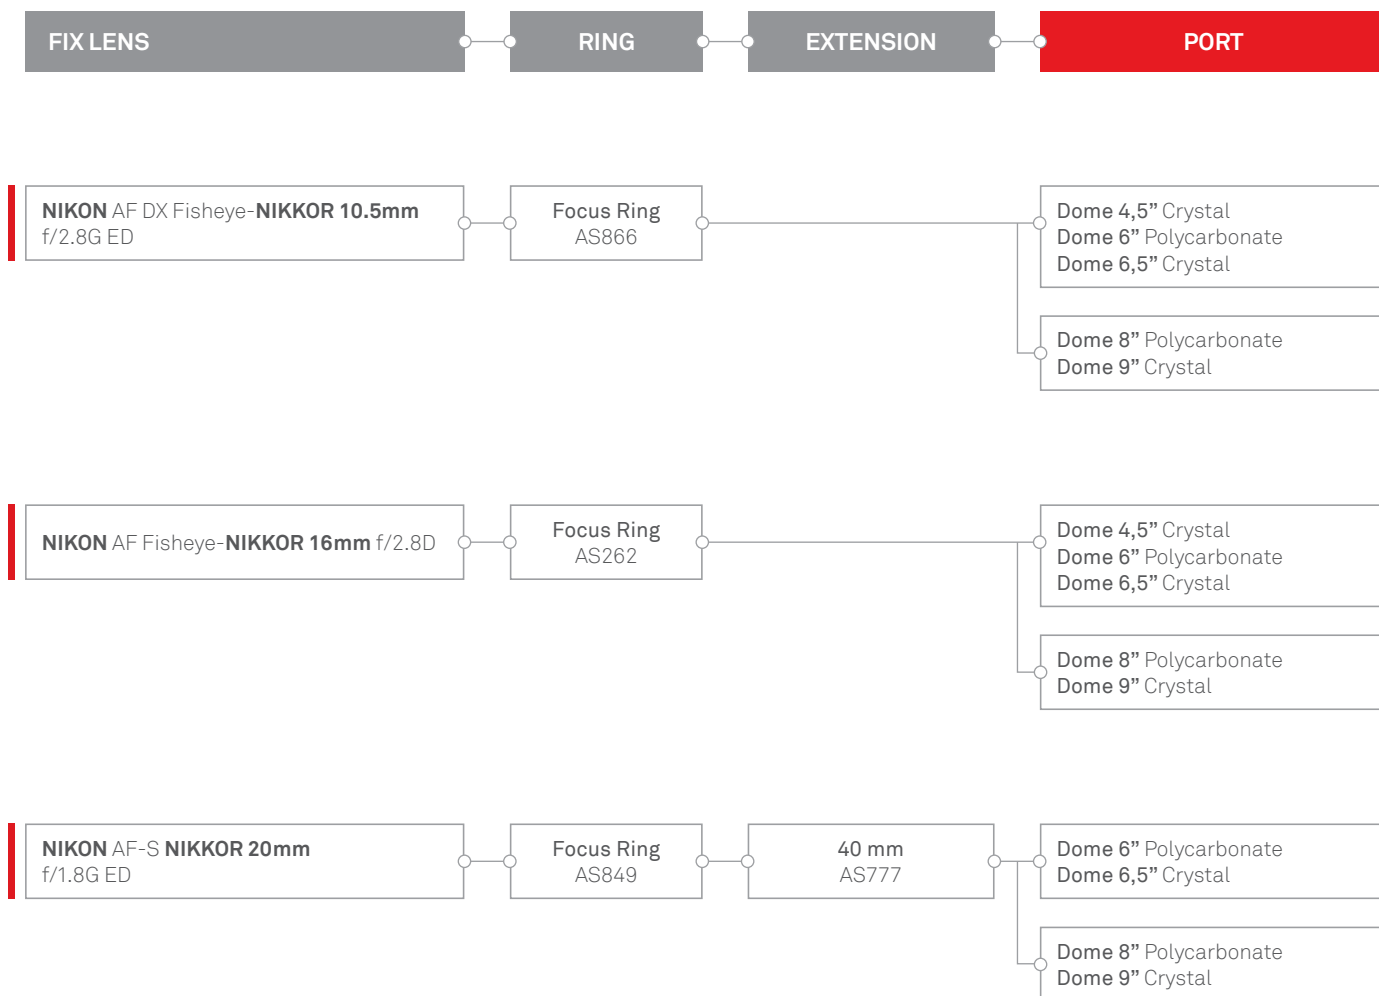 FIX LENS
RING
EXTENSION
PORT
NIKON AF DX Fisheye-NIKKOR 10.5mm
f/2.8G ED
Focus Ring
AS866
Dome 4,5” Crystal
Dome 6” Polycarbonate
Dome 6,5” Crystal
Dome 8” Polycarbonate
Dome 9” Crystal
NIKON AF Fisheye-NIKKOR 16mm f/2.8D
Focus Ring
AS262
Dome 4,5” Crystal
Dome 6” Polycarbonate
Dome 6,5” Crystal
Dome 8” Polycarbonate
Dome 9” Crystal
NIKON AF-S NIKKOR 20mm
f/1.8G ED
Focus Ring
AS849
40 mm
AS777
Dome 6” Polycarbonate
Dome 6,5” Crystal
Dome 8” Polycarbonate
Dome 9” Crystal